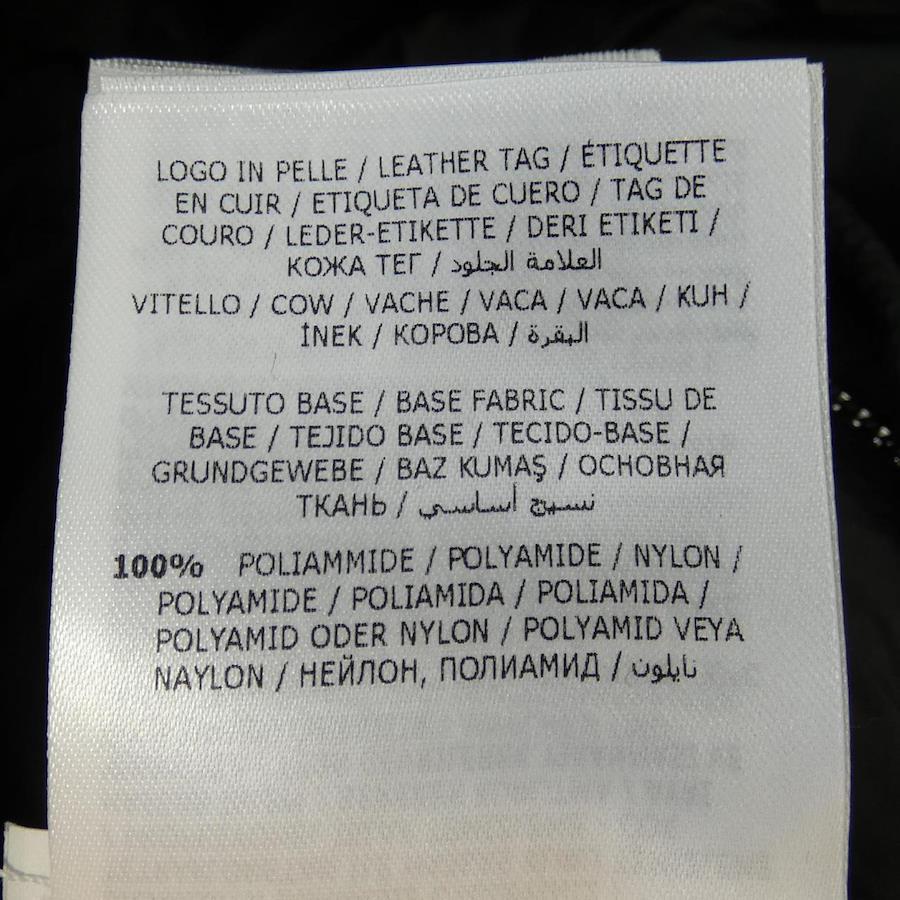 LOGO IN PELLE / LEATHER TAG / ÉTIQUETTE
EN CUIR / ETIQUETA DE CUERO / TAG DE
COURO / LEDER-ETIKETTE / DERI ETIKETI /
КОЖА ТЕГ / العلامة الجلود
VITELLO / COW / VACHE / VACA / VACA / KUH /
İNEK / КОРОВА / البقرة
TESSUTO BASE / BASE FABRIC / TISSU DE
BASE / TEJIDO BASE / TECIDO-BASE /
GRUNDGEWEBE / BAZ KUMAŞ / ОСНОВНАЯ
ТКАНЬ / نسيج أساسي
100% POLIAMMIDE / POLYAMIDE / NYLON /
POLYAMIDE / POLIAMIDA / POLIAMIDA /
POLYAMID ODER NYLON / POLYAMID VEYA
NAYLON / НЕЙЛОН, ПОЛИАМИД / نايلون